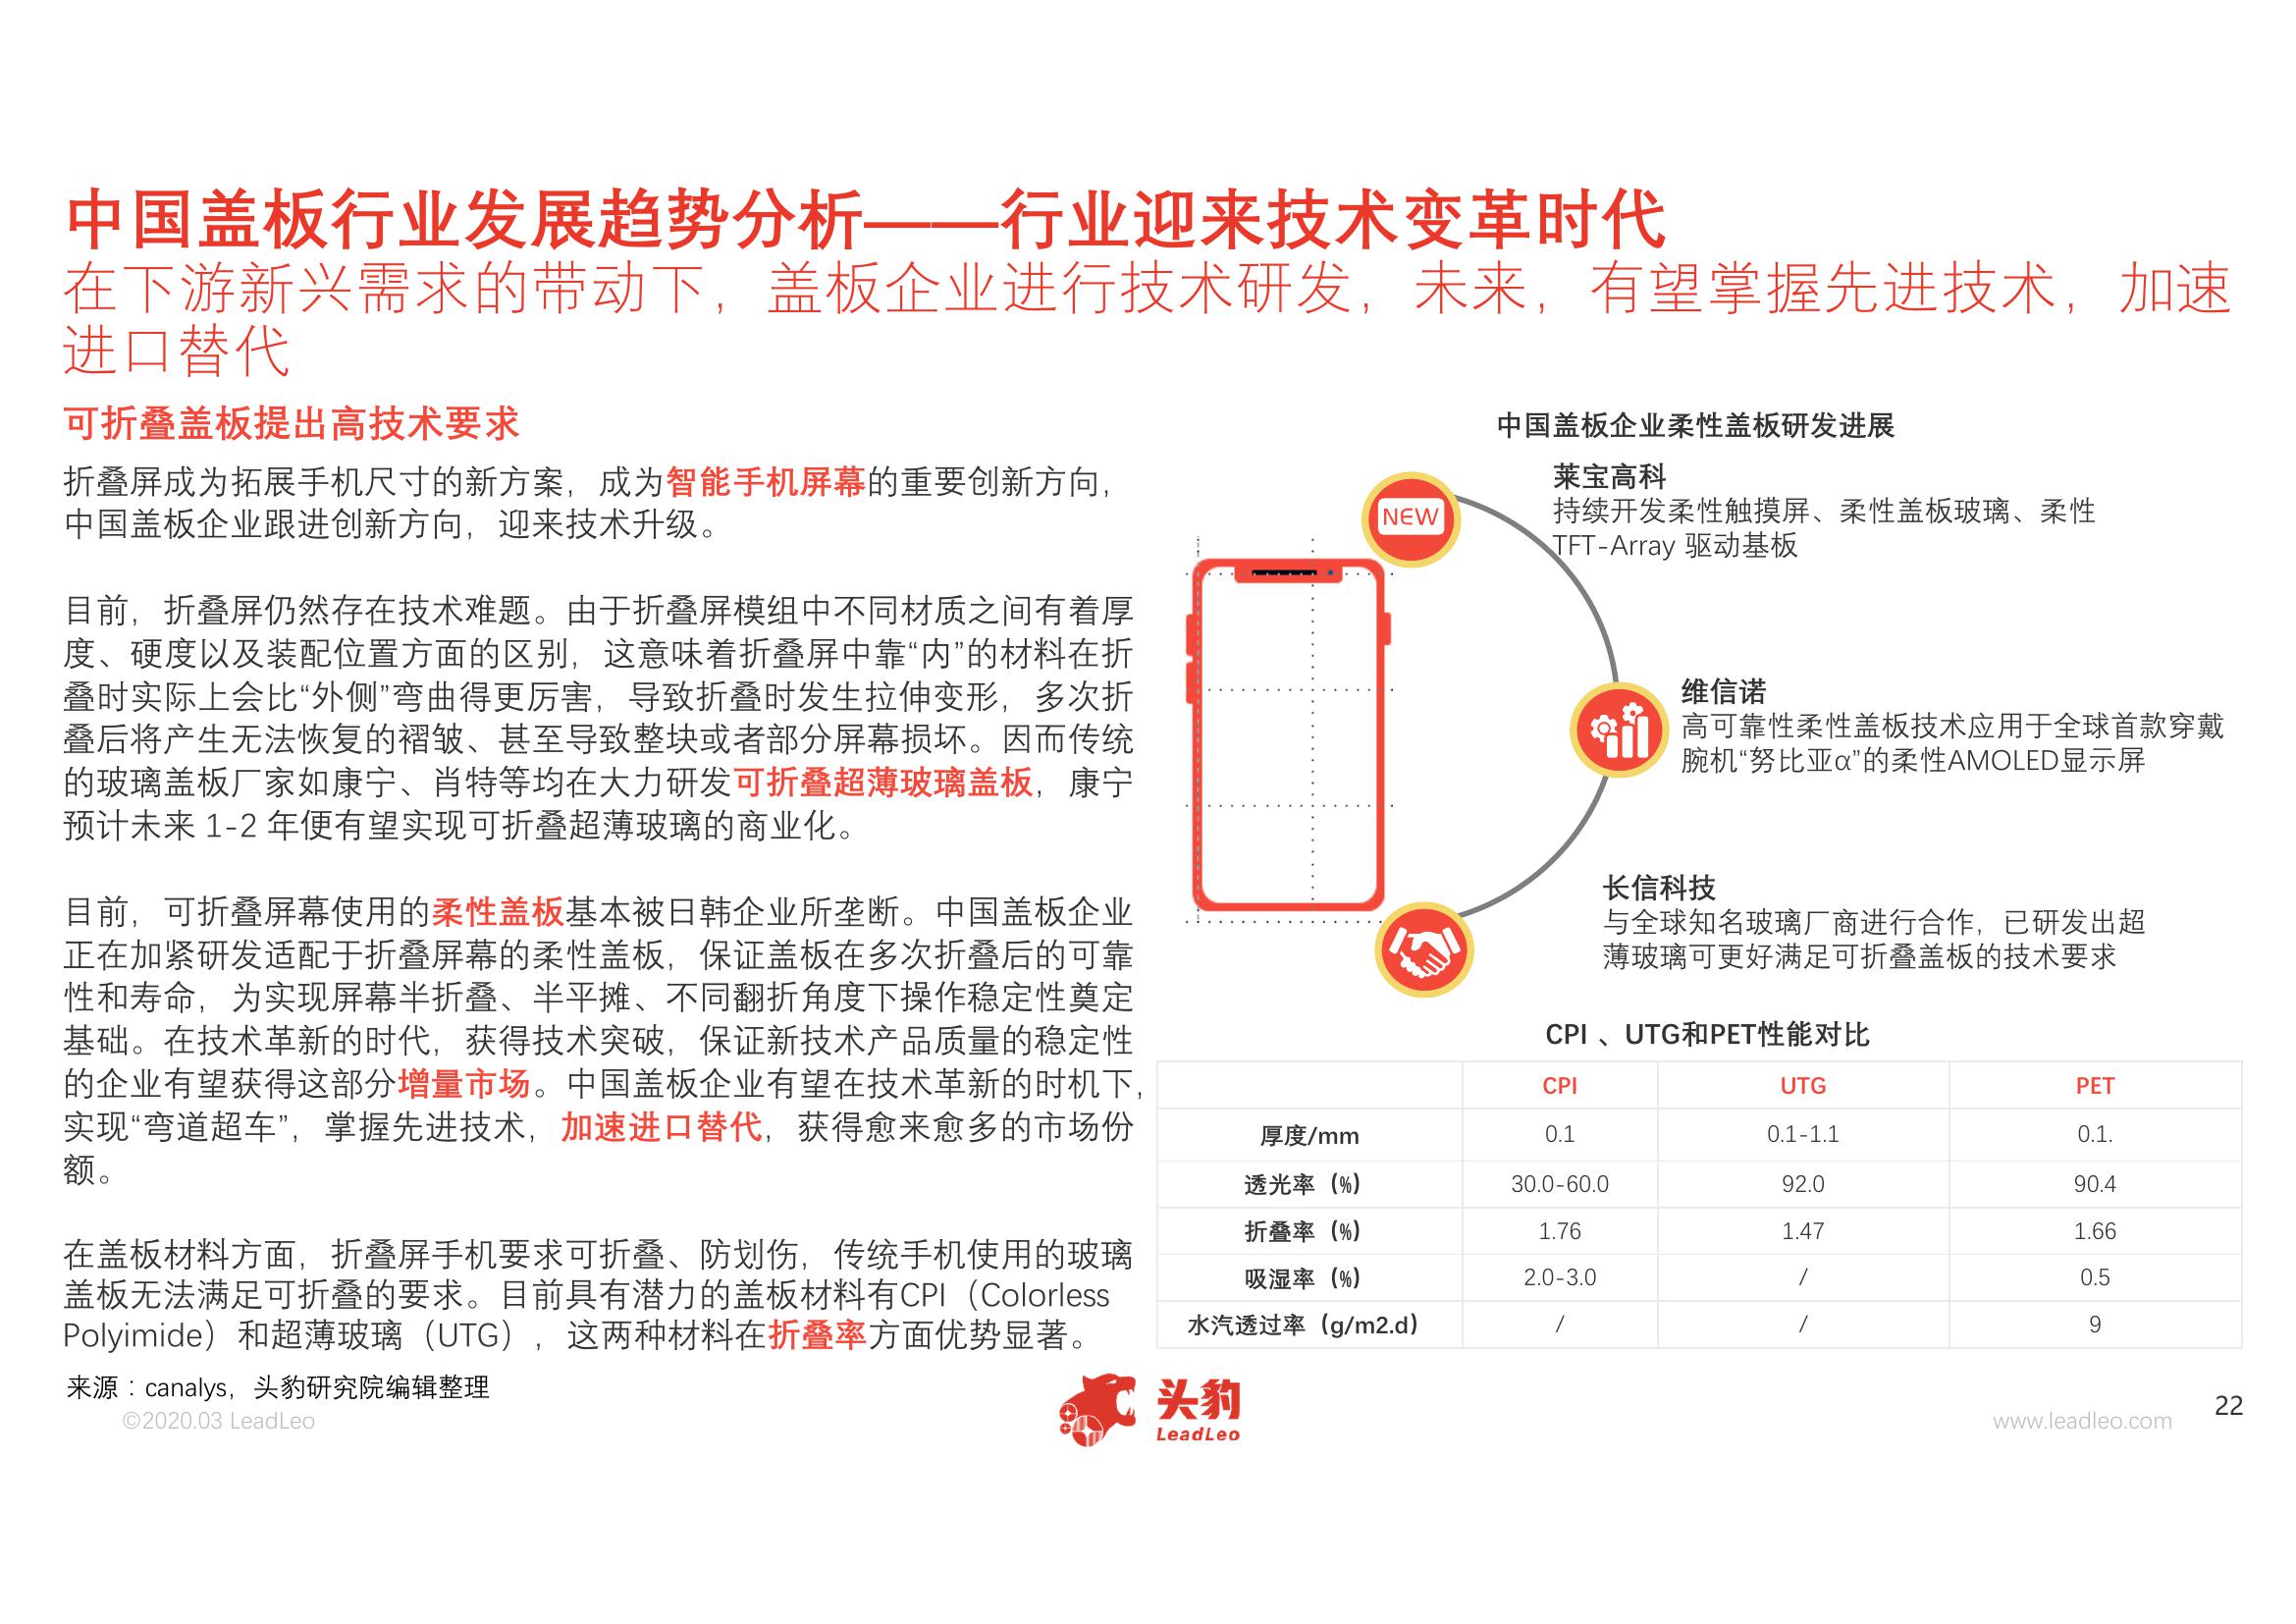 中国盖板行业发展趋势分析——行业迎来技术变革时代
在下游新兴需求的带动下，盖板企业进行技术研发，未来，有望掌握先进技术，加速
进口替代
可折叠盖板提出高技术要求
折叠屏成为拓展手机尺寸的新方案，成为智能手机屏幕的重要创新方向，
中国盖板企业跟进创新方向，迎来技术升级。
目前，折叠屏仍然存在技术难题。由于折叠屏模组中不同材质之间有着厚
度、硬度以及装配位置方面的区别，这意味着折叠屏中靠“内”的材料在折
叠时实际上会比“外侧”弯曲得更厉害，导致折叠时发生拉伸变形，多次折
叠后将产生无法恢复的褶皱、甚至导致整块或者部分屏幕损坏。因而传统
的玻璃盖板厂家如康宁、肖特等均在大力研发可折叠超薄玻璃盖板，康宁
预计未来 1-2 年便有望实现可折叠超薄玻璃的商业化。
目前，可折叠屏幕使用的柔性盖板基本被日韩企业所垄断。中国盖板企业
正在加紧研发适配于折叠屏幕的柔性盖板，保证盖板在多次折叠后的可靠
性和寿命，为实现屏幕半折叠、半平摊、不同翻折角度下操作稳定性奠定
基础。在技术革新的时代，获得技术突破，保证新技术产品质量的稳定性
的企业有望获得这部分增量市场。中国盖板企业有望在技术革新的时机下，
实现“弯道超车”，掌握先进技术，加速进口替代，获得愈来愈多的市场份
额。
在盖板材料方面，折叠屏手机要求可折叠、防划伤，传统手机使用的玻璃
盖板无法满足可折叠的要求。目前具有潜力的盖板材料有CPI（Colorless
Polyimide）和超薄玻璃（UTG），这两种材料在折叠率方面优势显著。
中国盖板企业柔性盖板研发进展
NEW
莱宝高科
持续开发柔性触摸屏、柔性盖板玻璃、柔性
TFT-Array 驱动基板
维信诺
高可靠性柔性盖板技术应用于全球首款穿戴
腕机“努比亚α”的柔性AMOLED显示屏
长信科技
与全球知名玻璃厂商进行合作，已研发出超
薄玻璃可更好满足可折叠盖板的技术要求
CPI 、UTG和PET性能对比
CPI UTG PET
厚度/mm 0.1 0.1-1.1 0.1.
透光率（%） 30.0-60.0 92.0 90.4
折叠率（%） 1.76 1.47 1.66
吸湿率（%） 2.0-3.0 / 0.5
水汽透过率（g/m2.d） / / 9
来源：canalys，头豹研究院编辑整理
©2020.03 LeadLeo
头豹
LeadLeo
www.leadleo.com
22